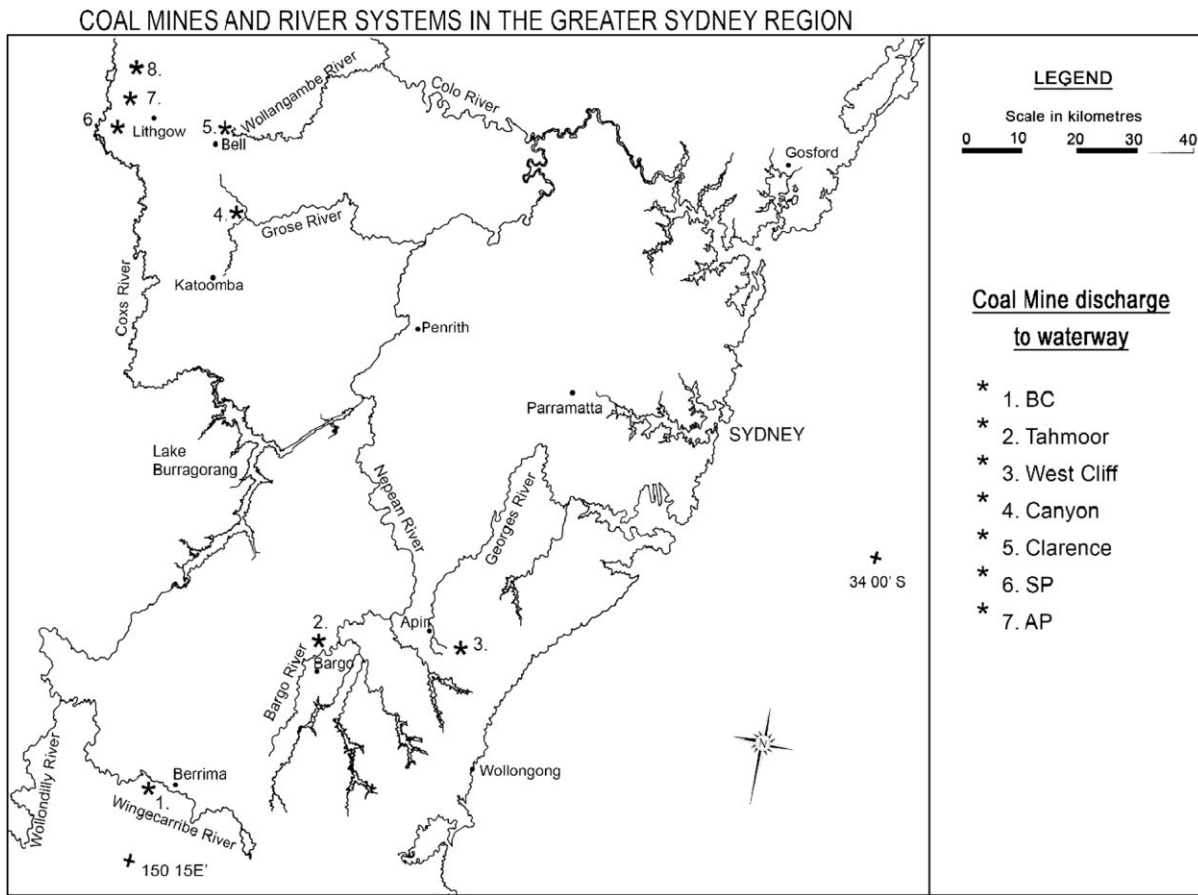 COAL MINES AND RIVER SYSTEMS IN THE GREATER SYDNEY REGION
8.
7.
6.
Lithgow
5.
Bell
Wollangambe River
Colo River
Gosford
4.
Grose River
Katoomba
Coxs River
Penrith
Parramatta
SYDNEY
Lake
Burragorang
Nepean River
Georges River
34 00' S
2.
Apin
3.
Bargo River
Bargo
N
Wollongong
Wollondilly River
Berrima
1.
Wingecarribe River
150 15E'
LEGEND
Scale in kilometres
0 10 20 30 40
Coal Mine discharge
to waterway
* 1. BC
* 2. Tahmoor
* 3. West Cliff
* 4. Canyon
* 5. Clarence
* 6. SP
* 7. AP